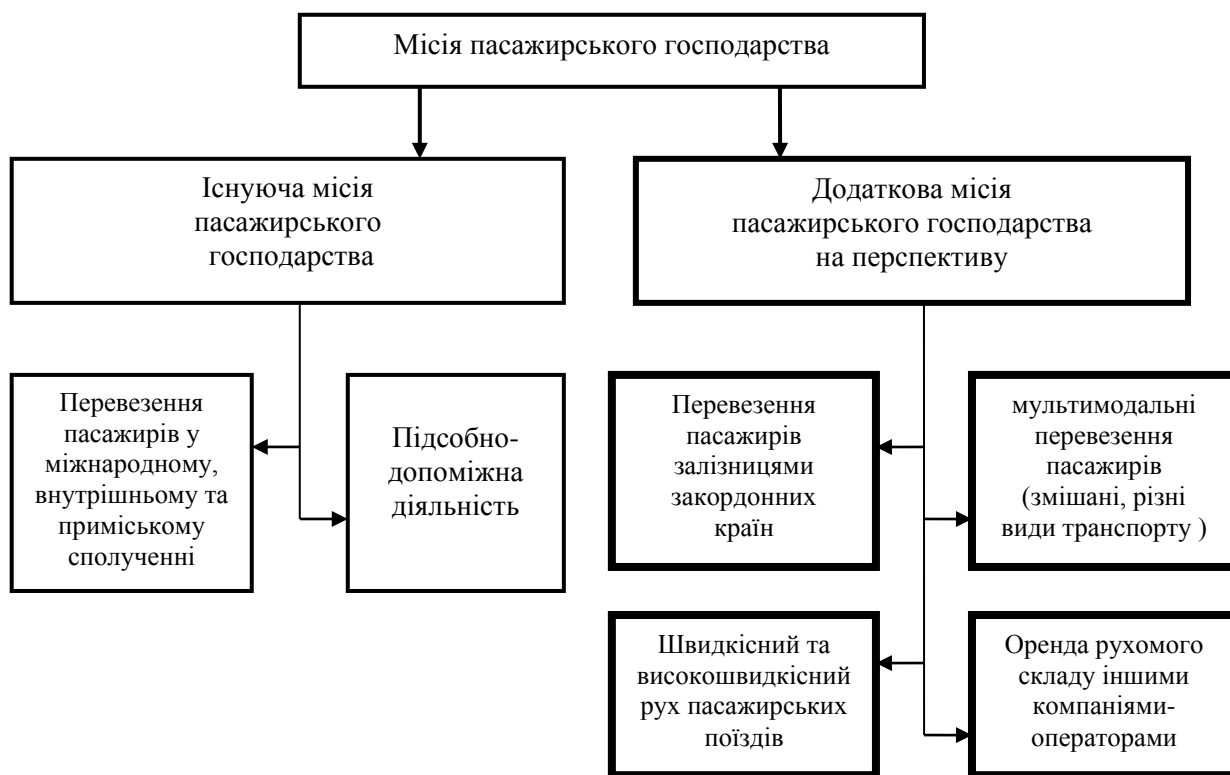 Місія пасажирського господарства
Існуюча місія
пасажирського
господарства
Додаткова місія
пасажирського господарства
на перспективу
Перевезення
пасажирів у
міжнародному,
внутрішньому та
приміському
сполученні
Підсобно-
допоміжна
діяльність
Перевезення
пасажирів
залізницями
закордонних
країн
мультимодальні
перевезення
пасажирів
(змішані, різні
види транспорту )
Швидкісний та
високошвидкісний
рух пасажирських
поїздів
Оренда рухомого
складу іншими
компаніями-
операторами